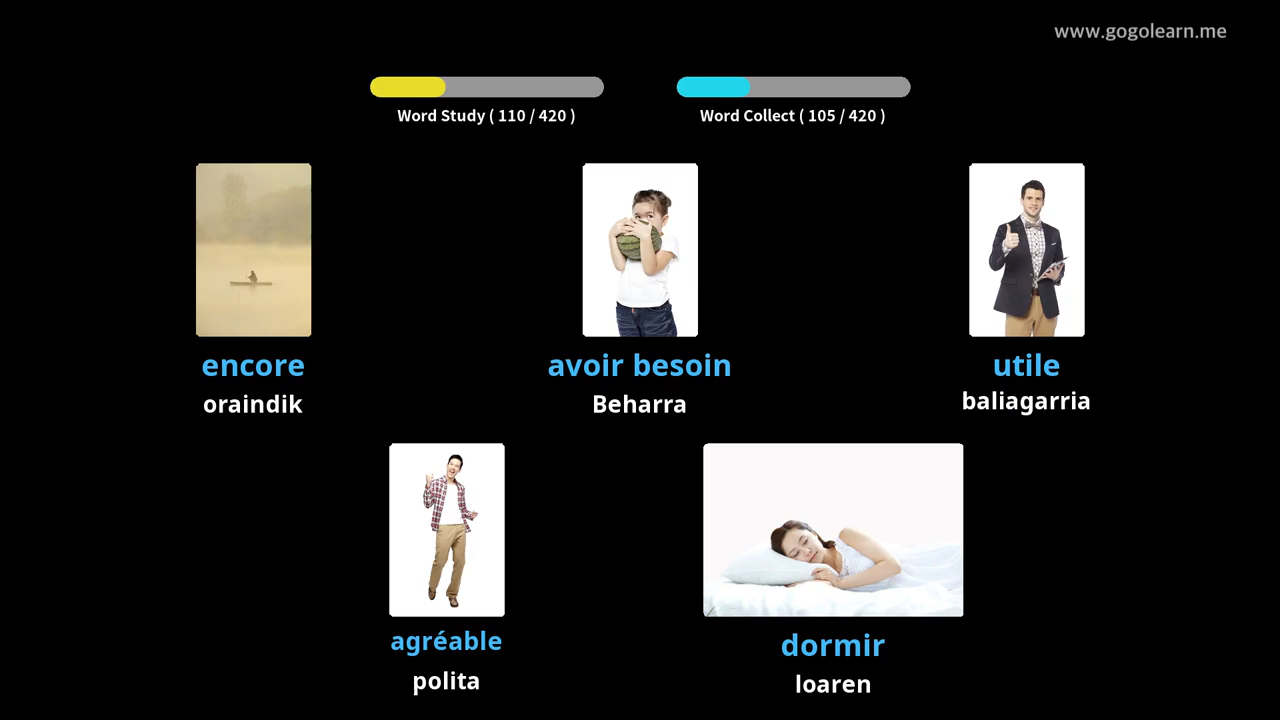 www.gogolearn.me
Word Study ( 110 / 420 )
Word Collect ( 105 / 420 )
encore
oraindik
avoir besoin
Beharra
utile
baliagarria
agréable
polita
dormir
loaren